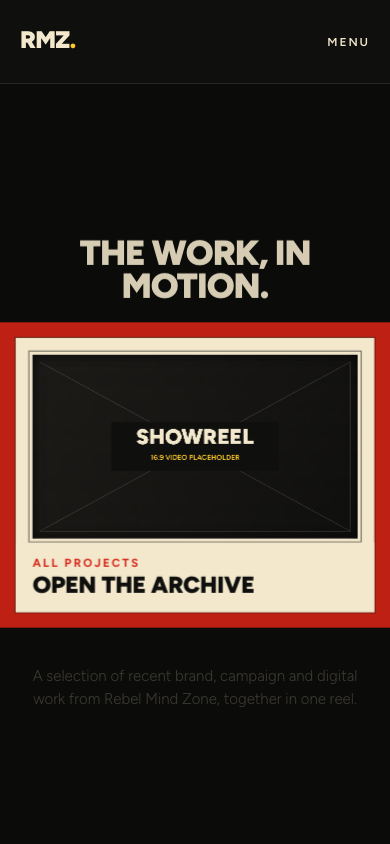 RMZ.
MENU
THE WORK, IN
MOTION.
SHOWREEL
16:9 VIDEO PLACEHOLDER
ALL PROJECTS
OPEN THE ARCHIVE
A selection of recent brand, campaign and digital
work from Rebel Mind Zone, together in one reel.